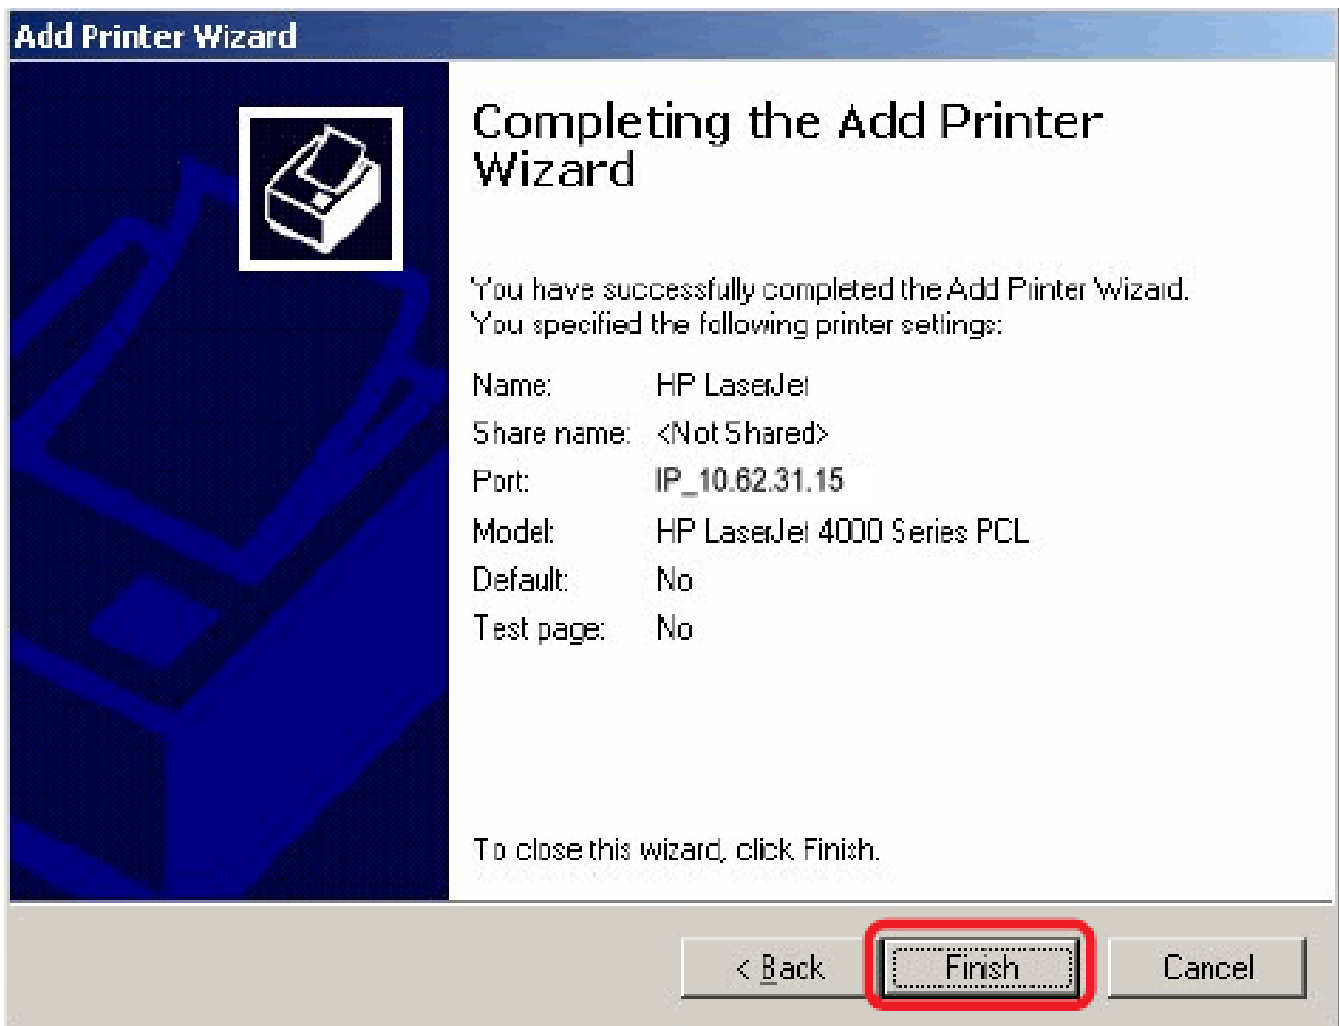 Add Printer Wizard
Completing the Add Printer
Wizard
You have successfully completed the Add Printer Wizard.
You specified the following printer settings:
Name: HP LaserJet
Share name: <Not Shared>
Port: IP_10.62.31.15
Model: HP LaserJet 4000 Series PCL
Default: No
Test page: No
To close this wizard, click Finish.
< Back Finish Cancel